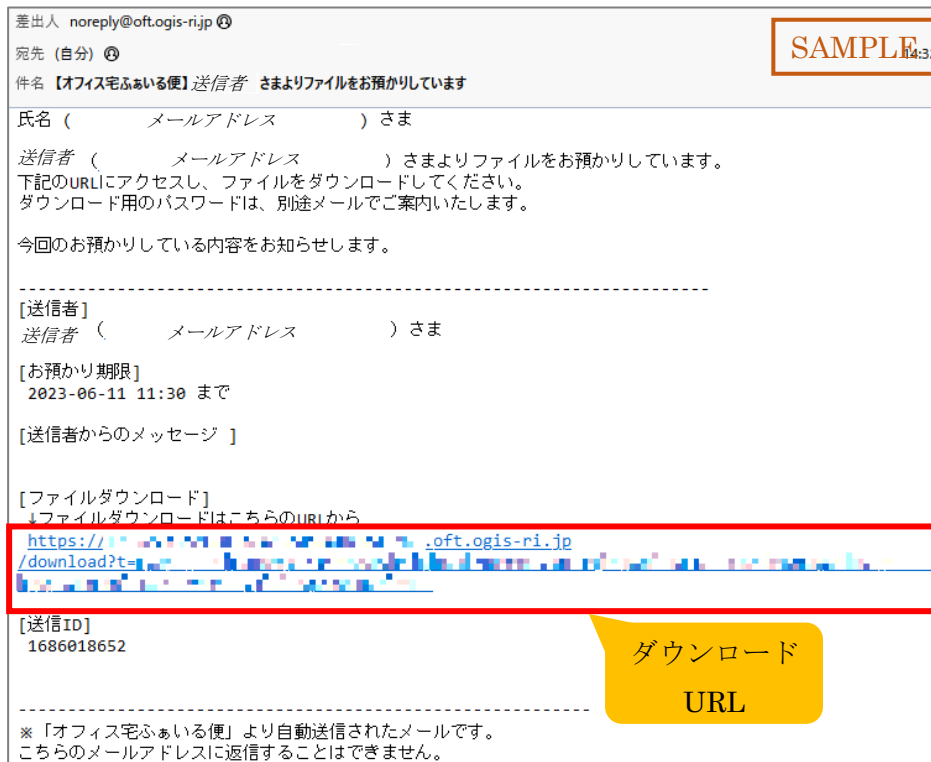 差出人 noreply@oft.ogis-ri.jp
宛先 (自分)
SAMPLE
件名 【オフィス宅ふぁいる便】送信者 さまよりファイルをお預かりしています
氏名 ( メールアドレス ) さま
送信者 ( メールアドレス ) さまよりファイルをお預かりしています。
下記のURLにアクセスし、ファイルをダウンロードしてください。
ダウンロード用のパスワードは、別途メールでご案内いたします。
今回のお預かりしている内容をお知らせします。
--------------------------------------------------------------------
[送信者]
送信者 ( メールアドレス ) さま
[お預かり期限]
2023-06-11 11:30 まで
[送信者からのメッセージ ]
[ファイルダウンロード]
↓ファイルダウンロードはこちらのURLから
https:// .oft.ogis-ri.jp
/download?t=
[送信ID]
1686018652
ダウンロード
URL
--------------------------------------------------------
※「オフィス宅ふぁいる便」より自動送信されたメールです。
こちらのメールアドレスに返信することはできません。